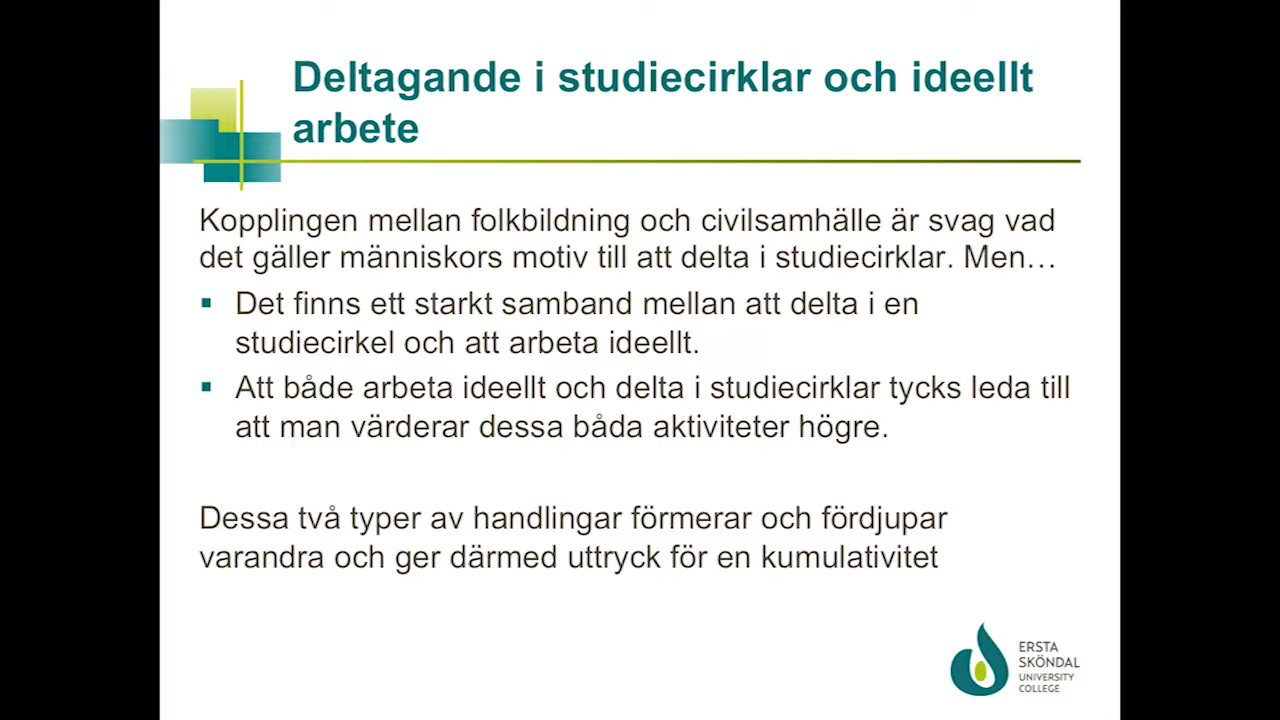 Deltagande i studiecirklar och ideellt
arbete
Kopplingen mellan folkbildning och civilsamhälle är svag vad
det gäller människors motiv till att delta i studiecirklar. Men…
▪ Det finns ett starkt samband mellan att delta i en
studiecirkel och att arbeta ideellt.
▪ Att både arbeta ideellt och delta i studiecirklar tycks leda till
att man värderar dessa båda aktiviteter högre.
Dessa två typer av handlingar förmerar och fördjupar
varandra och ger därmed uttryck för en kumulativitet
ERSTA
SKÖNDAL
UNIVERSITY
COLLEGE